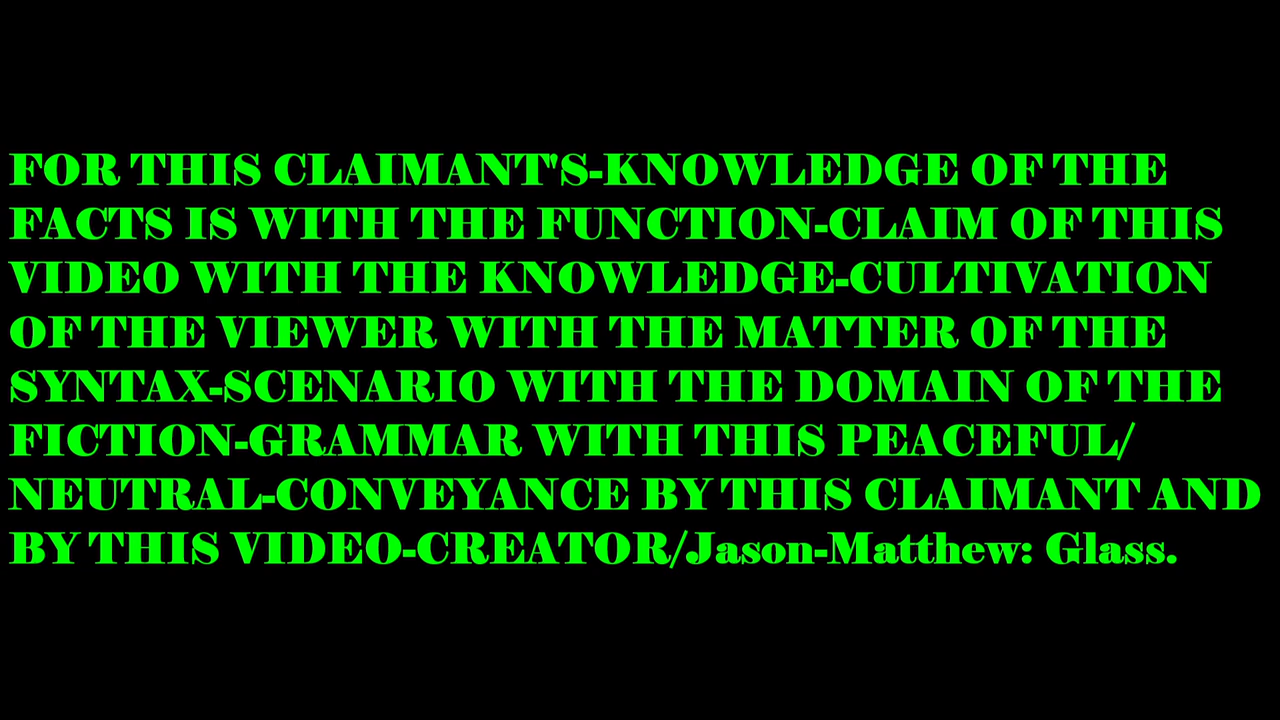 FOR THIS CLAIMANT'S-KNOWLEDGE OF THE
FACTS IS WITH THE FUNCTION-CLAIM OF THIS
VIDEO WITH THE KNOWLEDGE-CULTIVATION
OF THE VIEWER WITH THE MATTER OF THE
SYNTAX-SCENARIO WITH THE DOMAIN OF THE
FICTION-GRAMMAR WITH THIS PEACEFUL/
NEUTRAL-CONVEYANCE BY THIS CLAIMANT AND
BY THIS VIDEO-CREATOR/Jason-Matthew: Glass.